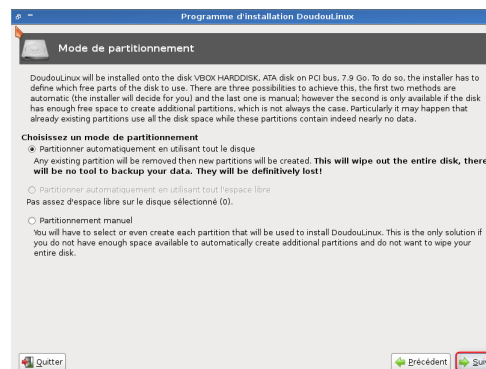 Programme d'installation DoudouLinux
Mode de partitionnement
DoudouLinux will be installed onto the disk VBOX HARDDISK, ATA disk on PCI bus, 7.9 Go. To do so, the installer has to
define which free parts of the disk to use. There are three possibilities to achieve this, the first two methods are
automatic (the installer will decide for you) and the last one is manual; however the second is only available if the disk
has enough free space to create additional partitions, which is not always the case. Particularly it may happen that
already existing partitions use all the disk space while these partitions contain indeed nearly no data.
Choisissez un mode de partitionnement
Partitionner automatiquement en utilisant tout le disque
Any existing partition will be removed then new partitions will be created. This will wipe out the entire disk, there
will be no tool to backup your data. They will be definitively lost!
Partitionner automatiquement en utilisant tout l'espace libre
Pas assez d'espace libre sur le disque sélectionné (0).
Partitionnement manuel
You will have to select or even create each partition that will be used to install DoudouLinux. This is the only solution if
you do not have enough space available to automatically create additional partitions and do not want to wipe your
entire disk.
Quitter
Précédent